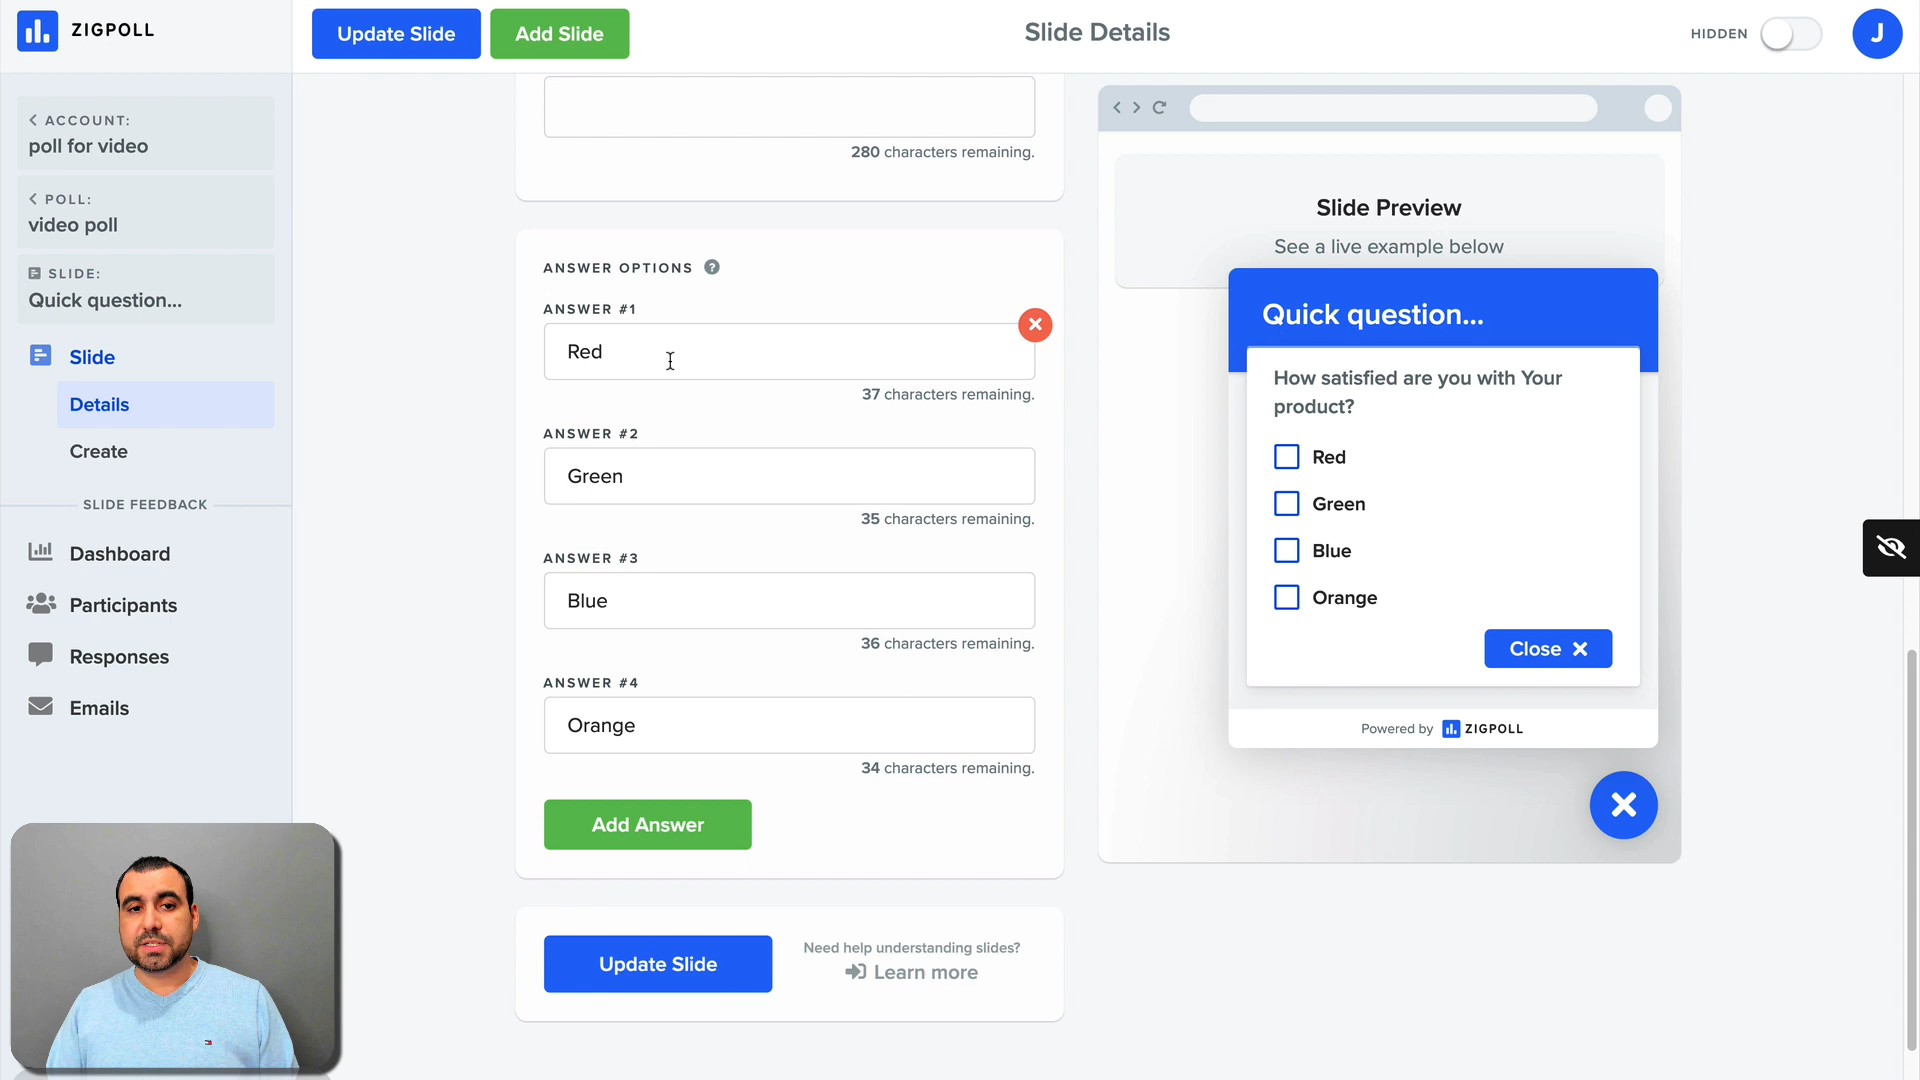 ZIGPOLL
Update Slide
Add Slide
Slide Details
HIDDEN
J
ACCOUNT:
poll for video
POLL:
video poll
SLIDE:
Quick question...
Slide
Details
Create
SLIDE FEEDBACK
Dashboard
Participants
Responses
Emails
280 characters remaining.
ANSWER OPTIONS ?
ANSWER #1
Red
37 characters remaining.
ANSWER #2
Green
35 characters remaining.
ANSWER #3
Blue
36 characters remaining.
ANSWER #4
Orange
34 characters remaining.
Add Answer
Update Slide
Need help understanding slides?
Learn more
Slide Preview
See a live example below
Quick question...
How satisfied are you with Your
product?
Red
Green
Blue
Orange
Close
Powered by ZIGPOLL